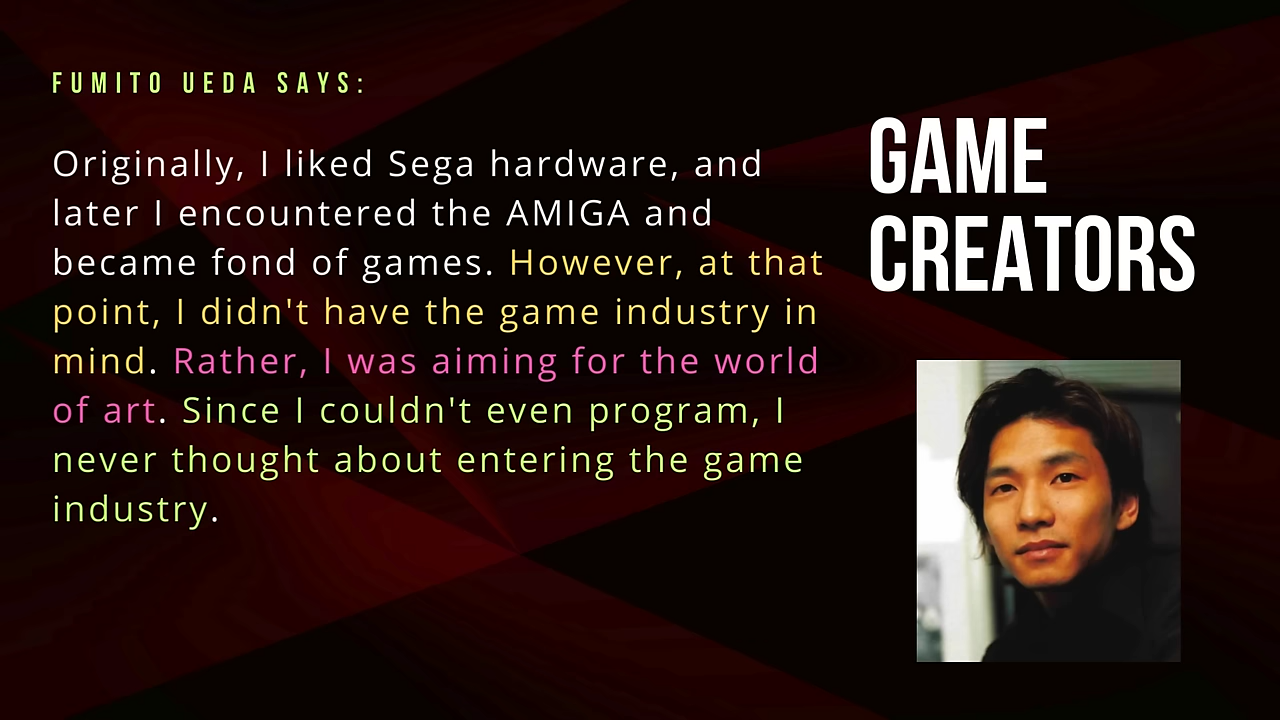 FUMITO UEDA SAYS:
Originally, I liked Sega hardware, and
later I encountered the AMIGA and
became fond of games. However, at that
point, I didn't have the game industry in
mind. Rather, I was aiming for the world
of art. Since I couldn't even program, I
never thought about entering the game
industry.
GAME
CREATORS